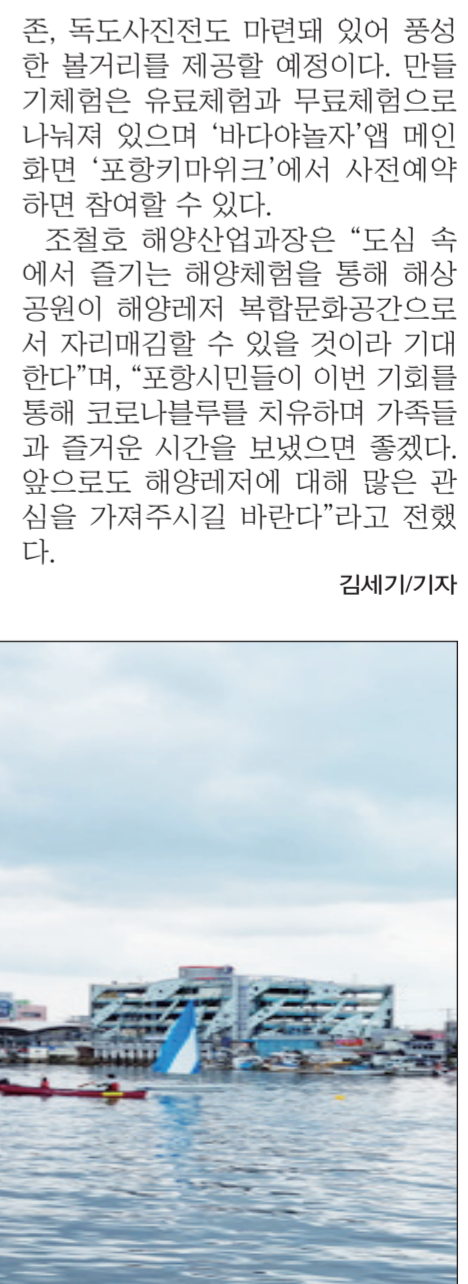 존, 독도사진전도 마련돼 있어 풍성
한 볼거리를 제공할 예정이다. 만들
기체험은 유료체험과 무료체험으로
나눠져 있으며 ‘바다야놀자’앱 메인
화면 ‘포항키마위크’에서 사전예약
하면 참여할 수 있다.
조철호 해양산업과장은 “도심 속
에서 즐기는 해양체험을 통해 해상
공원이 해양레저 복합문화공간으로
서 자리매김할 수 있을 것이라 기대
한다”며, “포항시민들이 이번 기회를
통해 코로나블루를 치유하며 가족들
과 즐거운 시간을 보냈으면 좋겠다.
앞으로도 해양레저에 대해 많은 관
심을 가져주시길 바란다”라고 전했
다.
김세기/기자